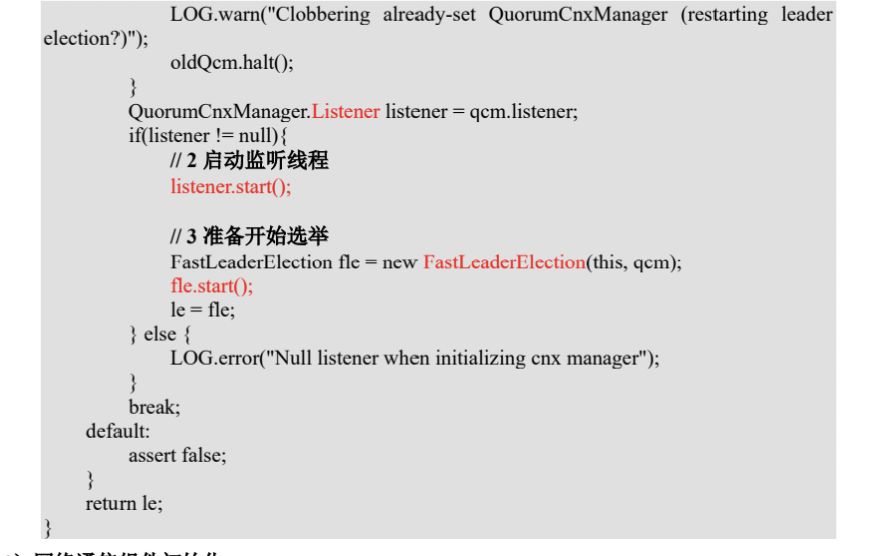 LOG.warn("Clobbering already-set QuorumCnxManager (restarting leader
election?)");
oldQcm.halt();
}
QuorumCnxManager.Listener listener = qcm.listener;
if(listener != null){
// 2 启动监听线程
listener.start();
// 3 准备开始选举
FastLeaderElection fle = new FastLeaderElection(this, qcm);
fle.start();
le = fle;
} else {
LOG.error("Null listener when initializing cnx manager");
}
break;
default:
assert false;
}
return le;
}